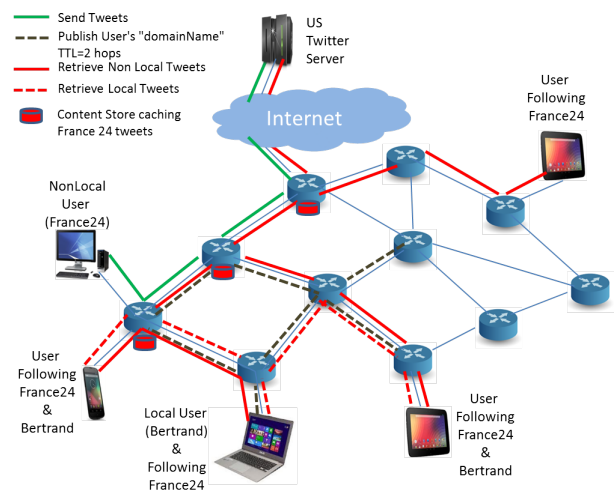 Send Tweets
Publish User's "domainName"
TTL=2 hops
Retrieve Non Local Tweets
Retrieve Local Tweets
Content Store caching
France 24 tweets
US
Twitter
Server
Internet
User
Following
France24
NonLocal
User
(France24)
User
Following
France24
&
Bertrand
Local User
(Bertrand)
&
Following
France24
User
Following
France24
&
Bertrand